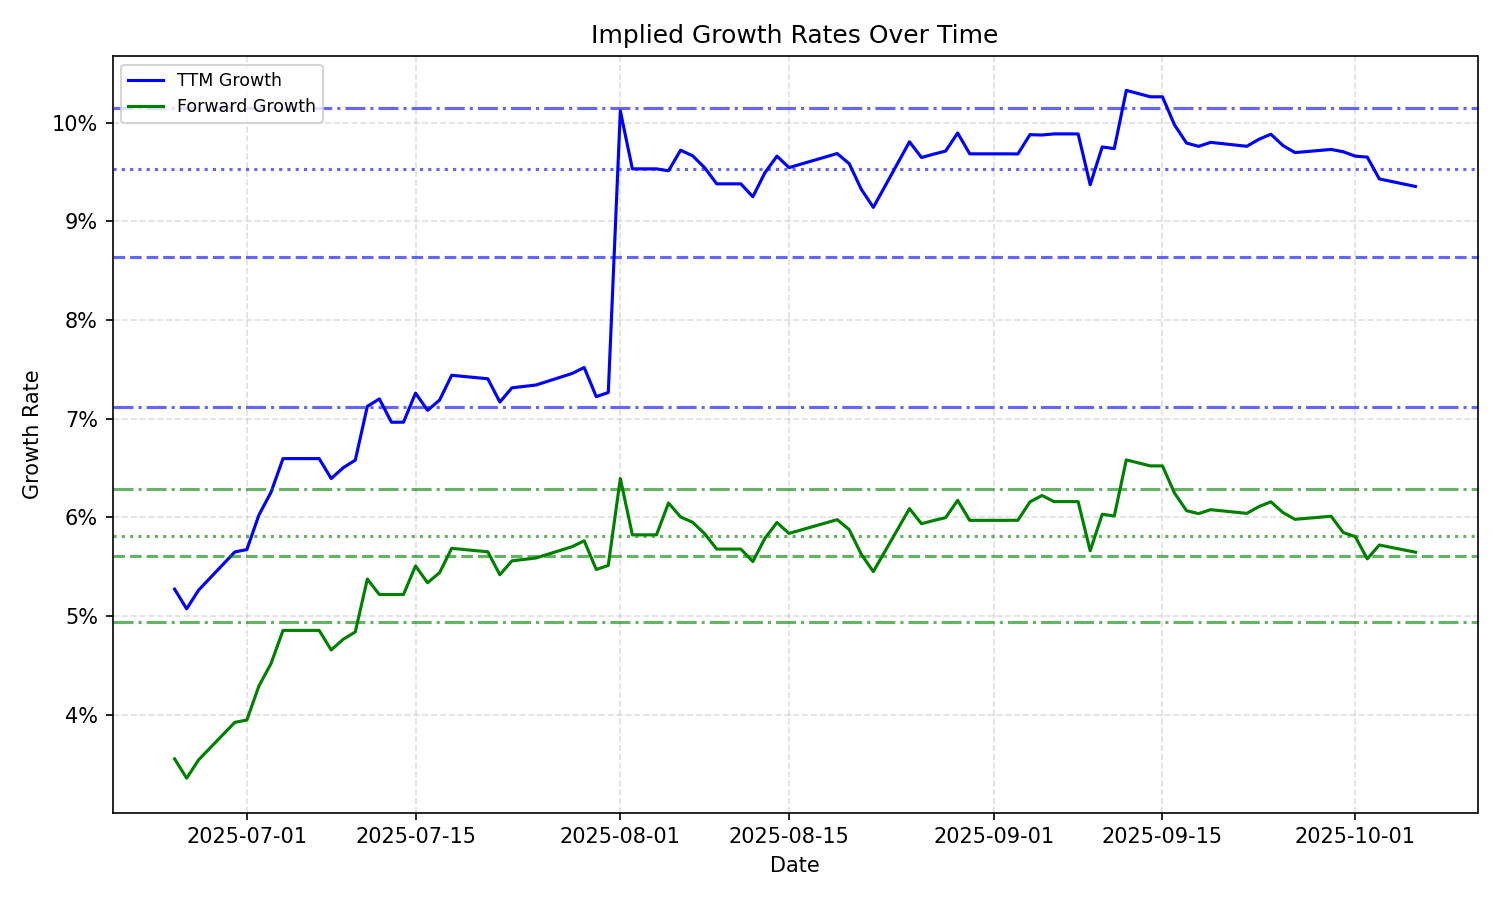 Implied Growth Rates Over Time
TTM Growth
Forward Growth
10%
9%
8%
7%
6%
5%
4%
Growth Rate
2025-07-01
2025-07-15
2025-08-01
2025-08-15
2025-09-01
2025-09-15
2025-10-01
Date